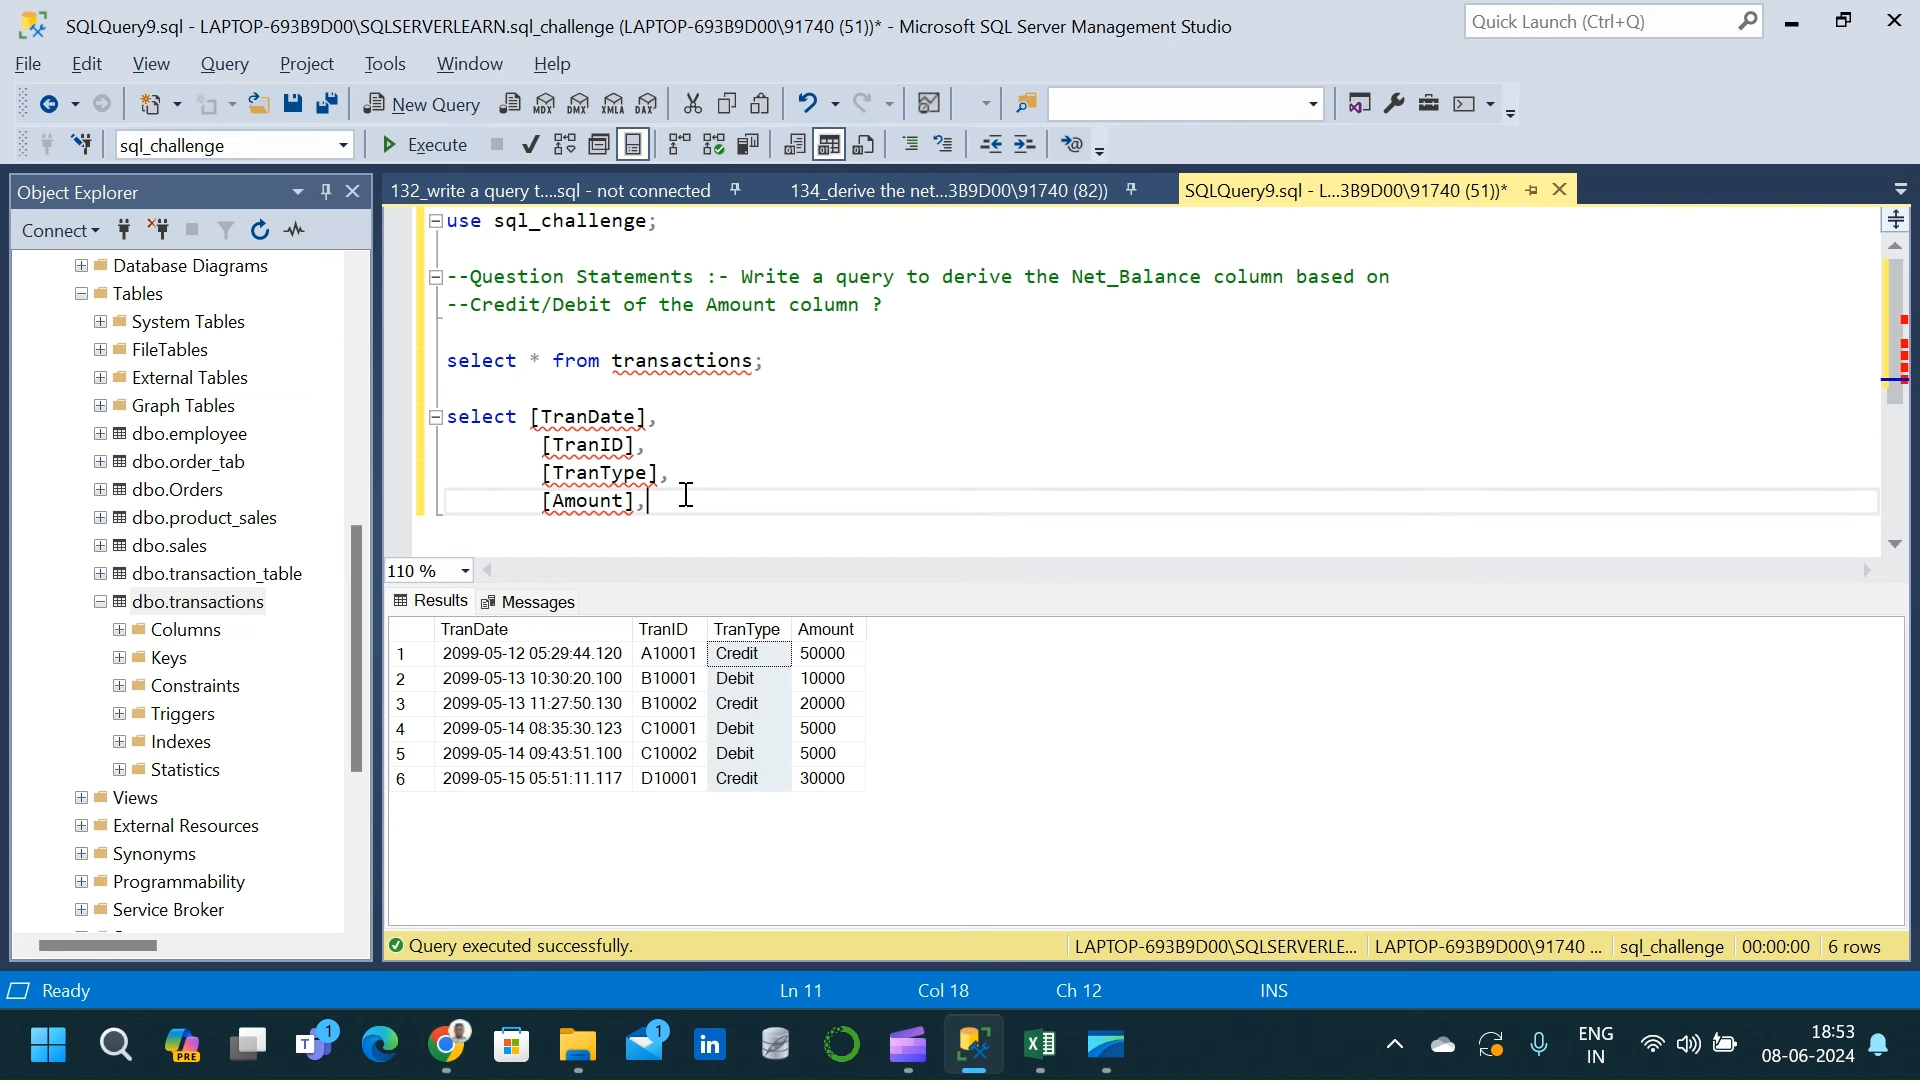 SQLQuery9.sql - LAPTOP-693B9D00\SQLSERVERLEARN.sql_challenge (LAPTOP-693B9D00\91740 (51))* - Microsoft SQL Server Management Studio
Quick Launch (Ctrl+Q)
File Edit View Query Project Tools Window Help
New Query
MDX DMX XMLA DAX
sql_challenge
Execute
Object Explorer
132_write a query t....sql - not connected
134_derive the net...3B9D00\91740 (82))
SQLQuery9.sql - L...3B9D00\91740 (51))*
Connect
Database Diagrams
Tables
System Tables
FileTables
External Tables
Graph Tables
dbo.employee
dbo.order_tab
dbo.Orders
dbo.product_sales
dbo.sales
dbo.transaction_table
dbo.transactions
Columns
Keys
Constraints
Triggers
Indexes
Statistics
Views
External Resources
Synonyms
Programmability
Service Broker
use sql_challenge;
--Question Statements :- Write a query to derive the Net_Balance column based on
--Credit/Debit of the Amount column ?
select * from transactions;
select [TranDate],
[TranID],
[TranType],
[Amount],
110 %
Results Messages
TranDate TranID TranType Amount
1 2099-05-12 05:29:44.120 A10001 Credit 50000
2 2099-05-13 10:30:20.100 B10001 Debit 10000
3 2099-05-13 11:27:50.130 B10002 Credit 20000
4 2099-05-14 08:35:30.123 C10001 Debit 5000
5 2099-05-14 09:43:51.100 C10002 Debit 5000
6 2099-05-15 05:51:11.117 D10001 Credit 30000
Query executed successfully.
LAPTOP-693B9D00\SQLSERVERLE... LAPTOP-693B9D00\91740 ... sql_challenge 00:00:00 6 rows
Ready
Ln 11 Col 18 Ch 12 INS
PRE
1
1
ENG
IN
18:53
08-06-2024